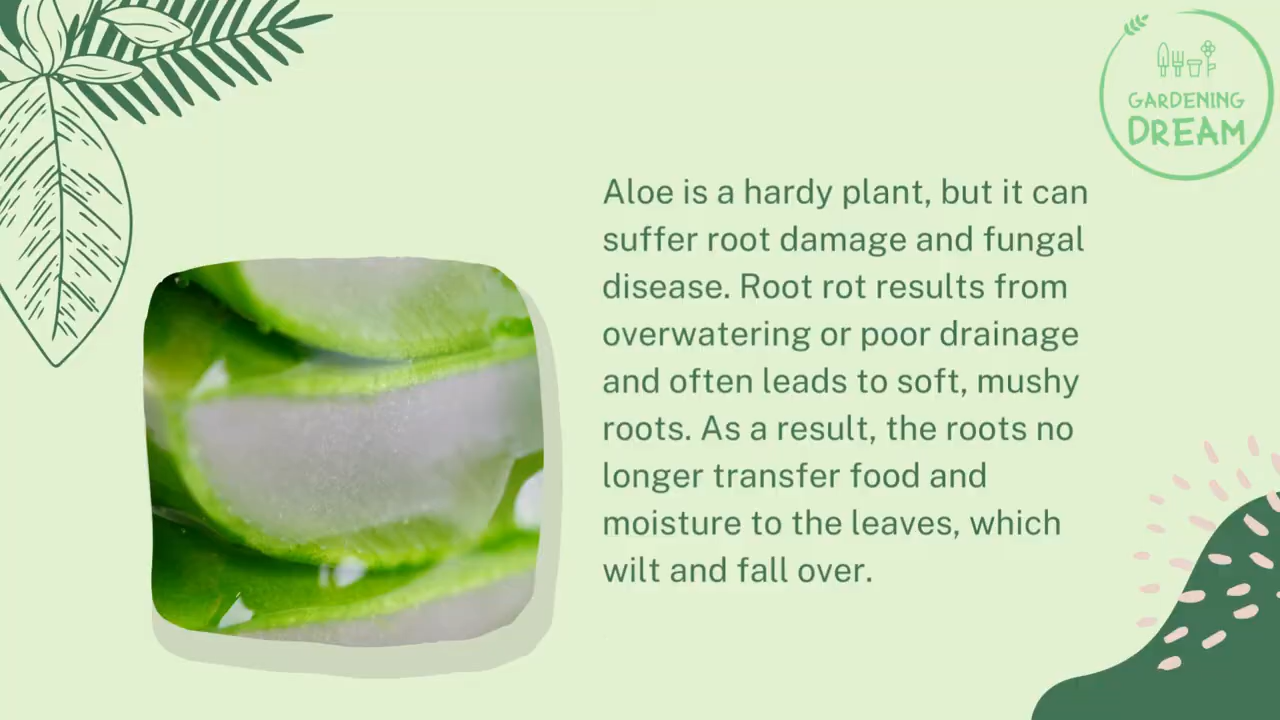 GARDENING
DREAM
Aloe is a hardy plant, but it can
suffer root damage and fungal
disease. Root rot results from
overwatering or poor drainage
and often leads to soft, mushy
roots. As a result, the roots no
longer transfer food and
moisture to the leaves, which
wilt and fall over.